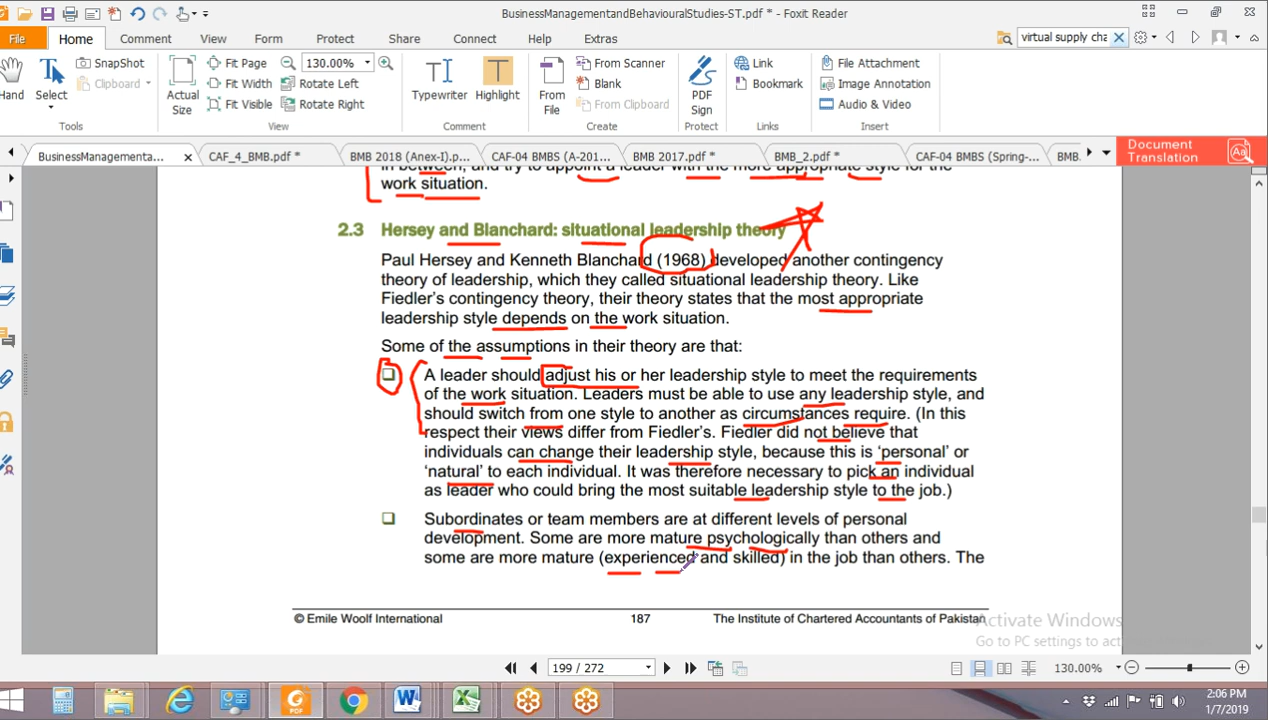 BusinessManagementandBehaviouralStudies-ST.pdf * - Foxit Reader
File Home Comment View Form Protect Share Connect Help Extras virtual supply cha
Hand Select SnapShot Clipboard Actual Size Fit Page Fit Width Fit Visible 130.00% Rotate Left Rotate Right Typewriter Highlight From File From Scanner Blank From Clipboard PDF Sign Link Bookmark File Attachment Image Annotation Audio & Video
Tools View Comment Create Protect Links Insert
BusinessManagementa... CAF_4_BMB.pdf * BMB 2018 (Anex-I).p... CAF-04 BMBS (A-201... BMB 2017.pdf * BMB_2.pdf * CAF-04 BMBS (Spring-... BMB. Document Translation
in between, and try to appoint a leader with the more appropriate style for the
work situation.
2.3 Hersey and Blanchard: situational leadership theory
Paul Hersey and Kenneth Blanchard (1968) developed another contingency
theory of leadership, which they called situational leadership theory. Like
Fiedler's contingency theory, their theory states that the most appropriate
leadership style depends on the work situation.
Some of the assumptions in their theory are that:
A leader should adjust his or her leadership style to meet the requirements
of the work situation. Leaders must be able to use any leadership style, and
should switch from one style to another as circumstances require. (In this
respect their views differ from Fiedler's. Fiedler did not believe that
individuals can change their leadership style, because this is 'personal' or
'natural' to each individual. It was therefore necessary to pick an individual
as leader who could bring the most suitable leadership style to the job.)
Subordinates or team members are at different levels of personal
development. Some are more mature psychologically than others and
some are more mature (experienced and skilled) in the job than others. The
© Emile Woolf International 187 The Institute of Chartered Accountants of Pakistan
Activate Windows
Go to PC settings to
199 / 272 130.00%
2:06 PM
1/7/2019